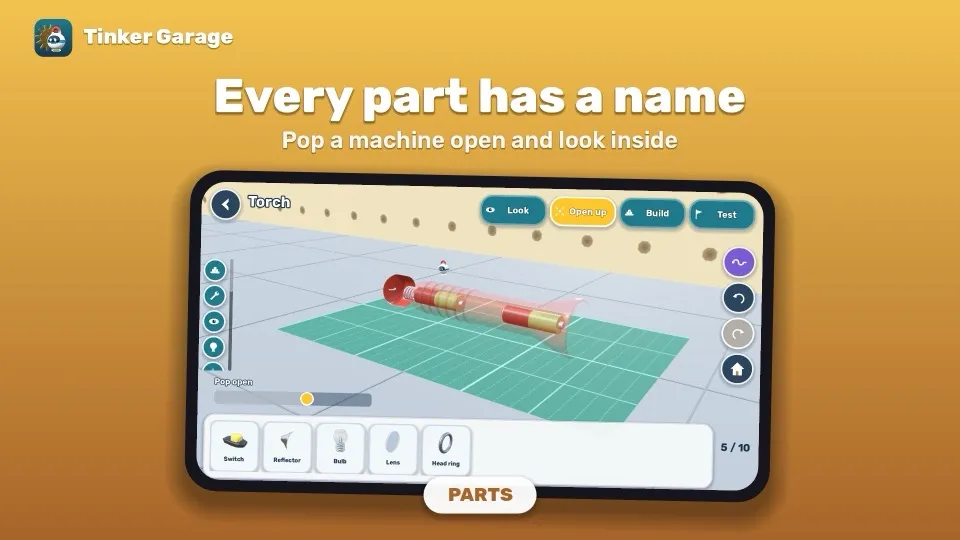 Tinker Garage
Every part has a name
Pop a machine open and look inside
Torch
Look
Open up
Build
Test
Pop open
Switch
Reflector
Bulb
Lens
Head ring
5 / 10
PARTS